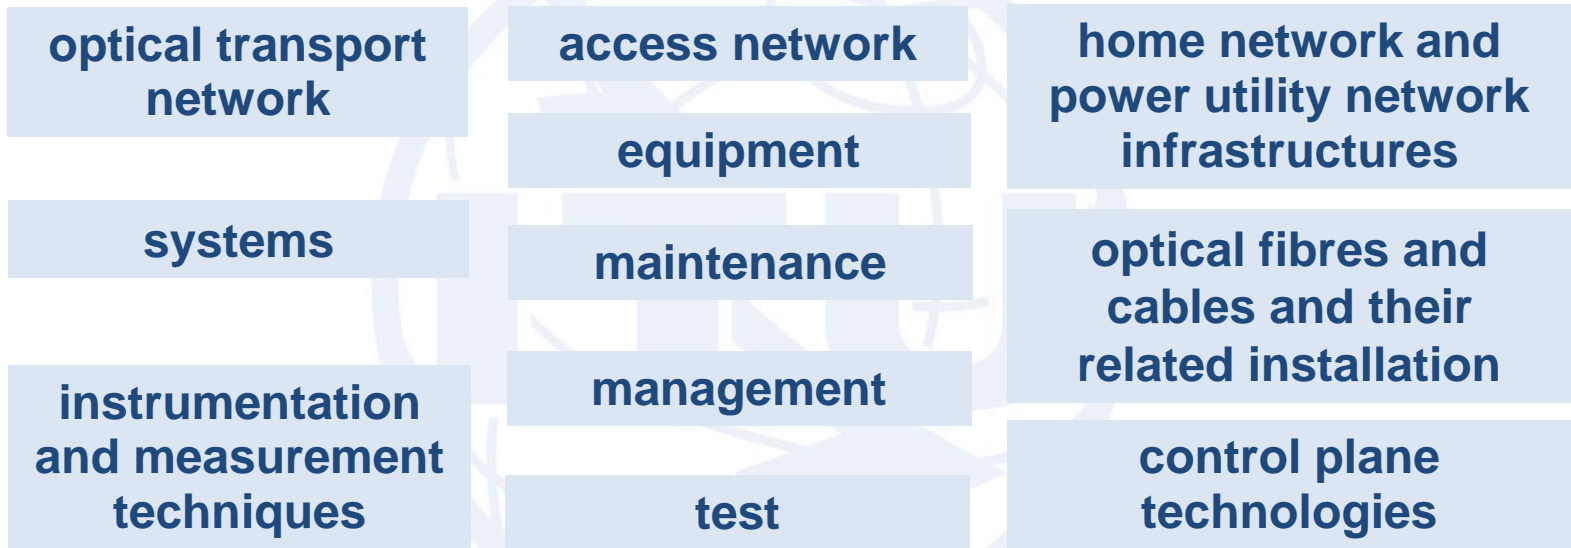 optical transport
network
systems
instrumentation
and measurement
techniques
access network
equipment
maintenance
management
test
home network and
power utility network
infrastructures
optical fibres and
cables and their
related installation
control plane
technologies
ITU